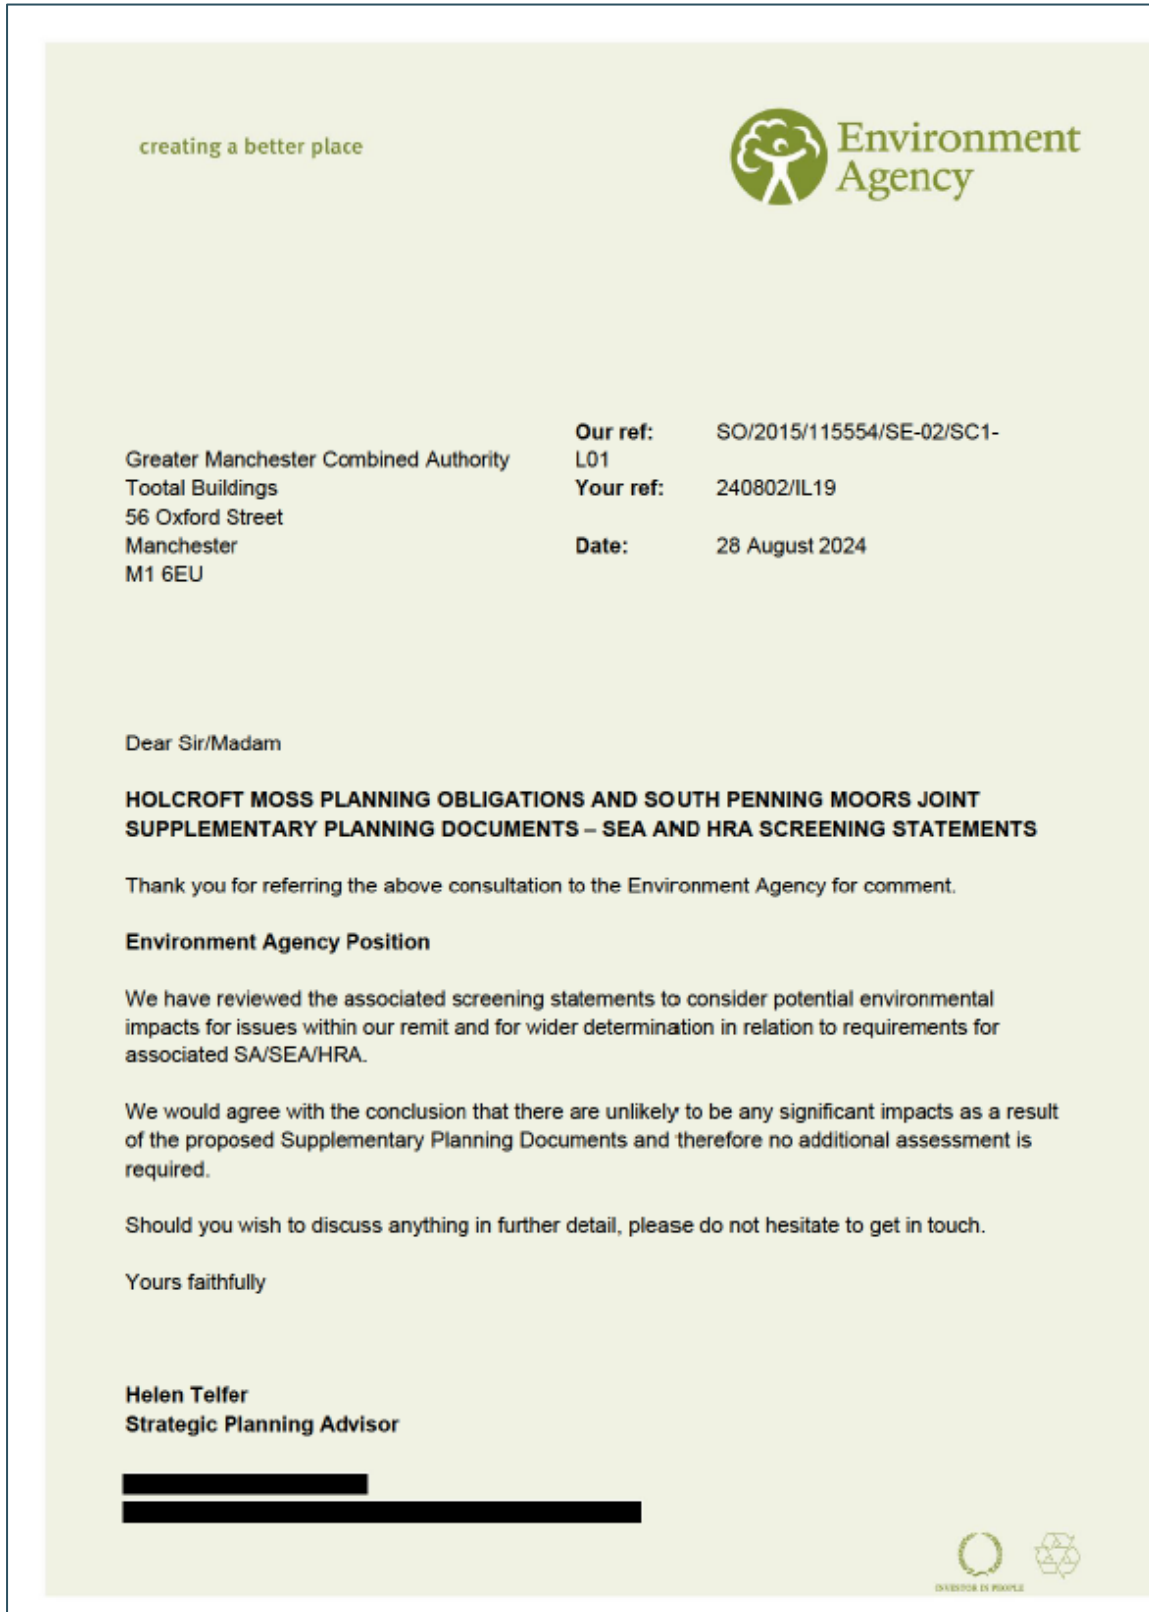 creating a better place
Environment
Agency
Greater Manchester Combined Authority
Tootal Buildings
56 Oxford Street
Manchester
M1 6EU
Our ref: SO/2015/115554/SE-02/SC1-
L01
Your ref: 240802/IL19
Date: 28 August 2024
Dear Sir/Madam
HOLCROFT MOSS PLANNING OBLIGATIONS AND SOUTH PENNING MOORS JOINT
SUPPLEMENTARY PLANNING DOCUMENTS – SEA AND HRA SCREENING STATEMENTS
Thank you for referring the above consultation to the Environment Agency for comment.
Environment Agency Position
We have reviewed the associated screening statements to consider potential environmental
impacts for issues within our remit and for wider determination in relation to requirements for
associated SA/SEA/HRA.
We would agree with the conclusion that there are unlikely to be any significant impacts as a result
of the proposed Supplementary Planning Documents and therefore no additional assessment is
required.
Should you wish to discuss anything in further detail, please do not hesitate to get in touch.
Yours faithfully
Helen Telfer
Strategic Planning Advisor
INVESTOR IN PEOPLE